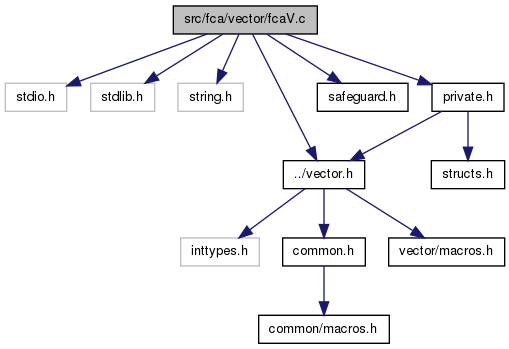 src/fca/vector/fcaV.c
stdio.h
stdlib.h
string.h
safeguard.h
private.h
../vector.h
structs.h
inttypes.h
common.h
vector/macros.h
common/macros.h